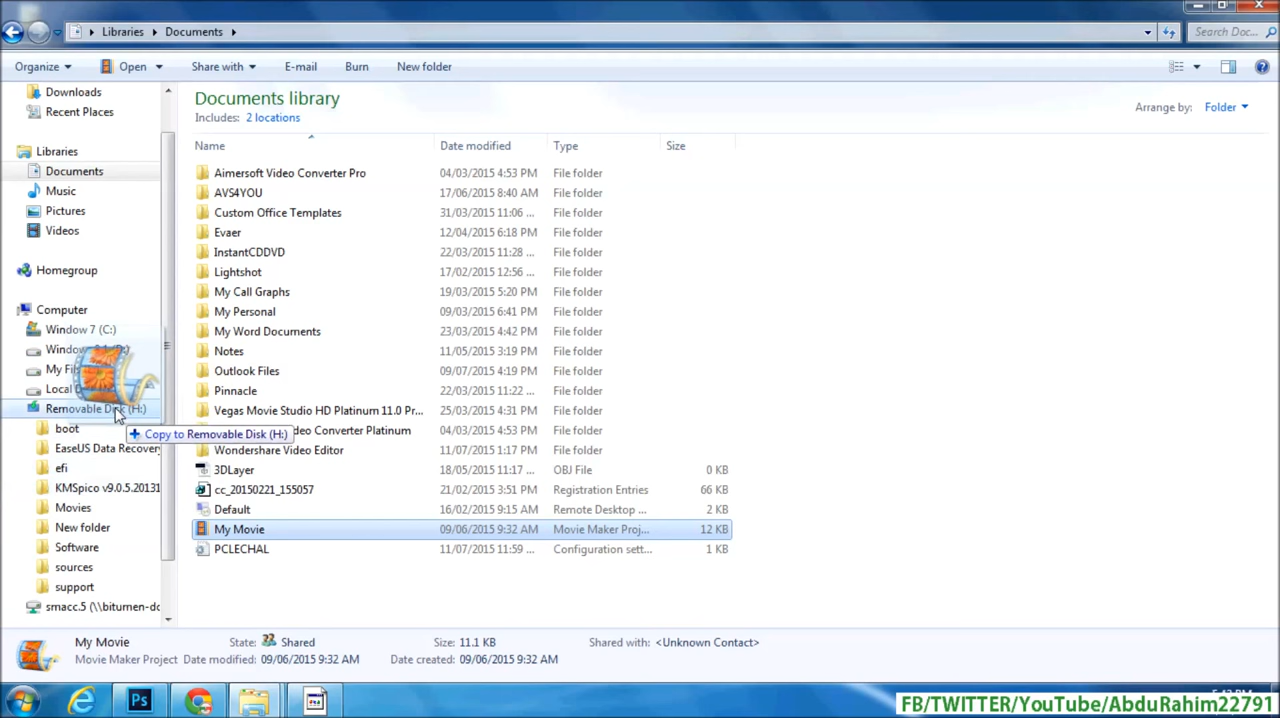 Libraries Documents Search Doc...
Organize Open Share with E-mail Burn New folder
Downloads
Recent Places
Libraries
Documents
Music
Pictures
Videos
Homegroup
Computer
Window 7 (C:)
My Fi
Local
Removable Disk (H:)
boot
EaseUS Data Recovery
efi
KMSpico v9.0.5.20131
Movies
New folder
Software
sources
support
smacc.5 (\\bitumen-dc
Copy to Removable Disk (H:)
Documents library
Includes: 2 locations
Arrange by: Folder
Name Date modified Type Size
Aimersoft Video Converter Pro 04/03/2015 4:53 PM File folder
AVS4YOU 17/06/2015 8:40 AM File folder
Custom Office Templates 31/03/2015 11:06 ... File folder
Evaer 12/04/2015 6:18 PM File folder
InstantCDDVD 22/03/2015 11:28 ... File folder
Lightshot 17/02/2015 12:56 ... File folder
My Call Graphs 19/03/2015 5:20 PM File folder
My Personal 09/03/2015 6:41 PM File folder
My Word Documents 23/03/2015 4:42 PM File folder
Notes 11/05/2015 3:19 PM File folder
Outlook Files 09/07/2015 4:19 PM File folder
Pinnacle 22/03/2015 11:22 ... File folder
Vegas Movie Studio HD Platinum 11.0 Pr... 25/03/2015 4:31 PM File folder
Video Converter Platinum 11/07/2015 10:43 ... File folder
Wondershare Video Editor 11/07/2015 1:17 PM File folder
3DLayer 18/05/2015 11:17 ... OBJ File 0 KB
cc_20150221_155057 21/02/2015 3:51 PM Registration Entries 66 KB
Default 16/02/2015 9:15 AM Remote Desktop ... 2 KB
My Movie 09/06/2015 9:32 AM Movie Maker Proj... 12 KB
PCLECHAL 11/07/2015 11:59 ... Configuration sett... 1 KB
My Movie State: Shared Size: 11.1 KB Shared with: <Unknown Contact>
Movie Maker Project Date modified: 09/06/2015 9:32 AM Date created: 09/06/2015 9:32 AM
FB/TWITTER/YouTube/AbduRahim22791